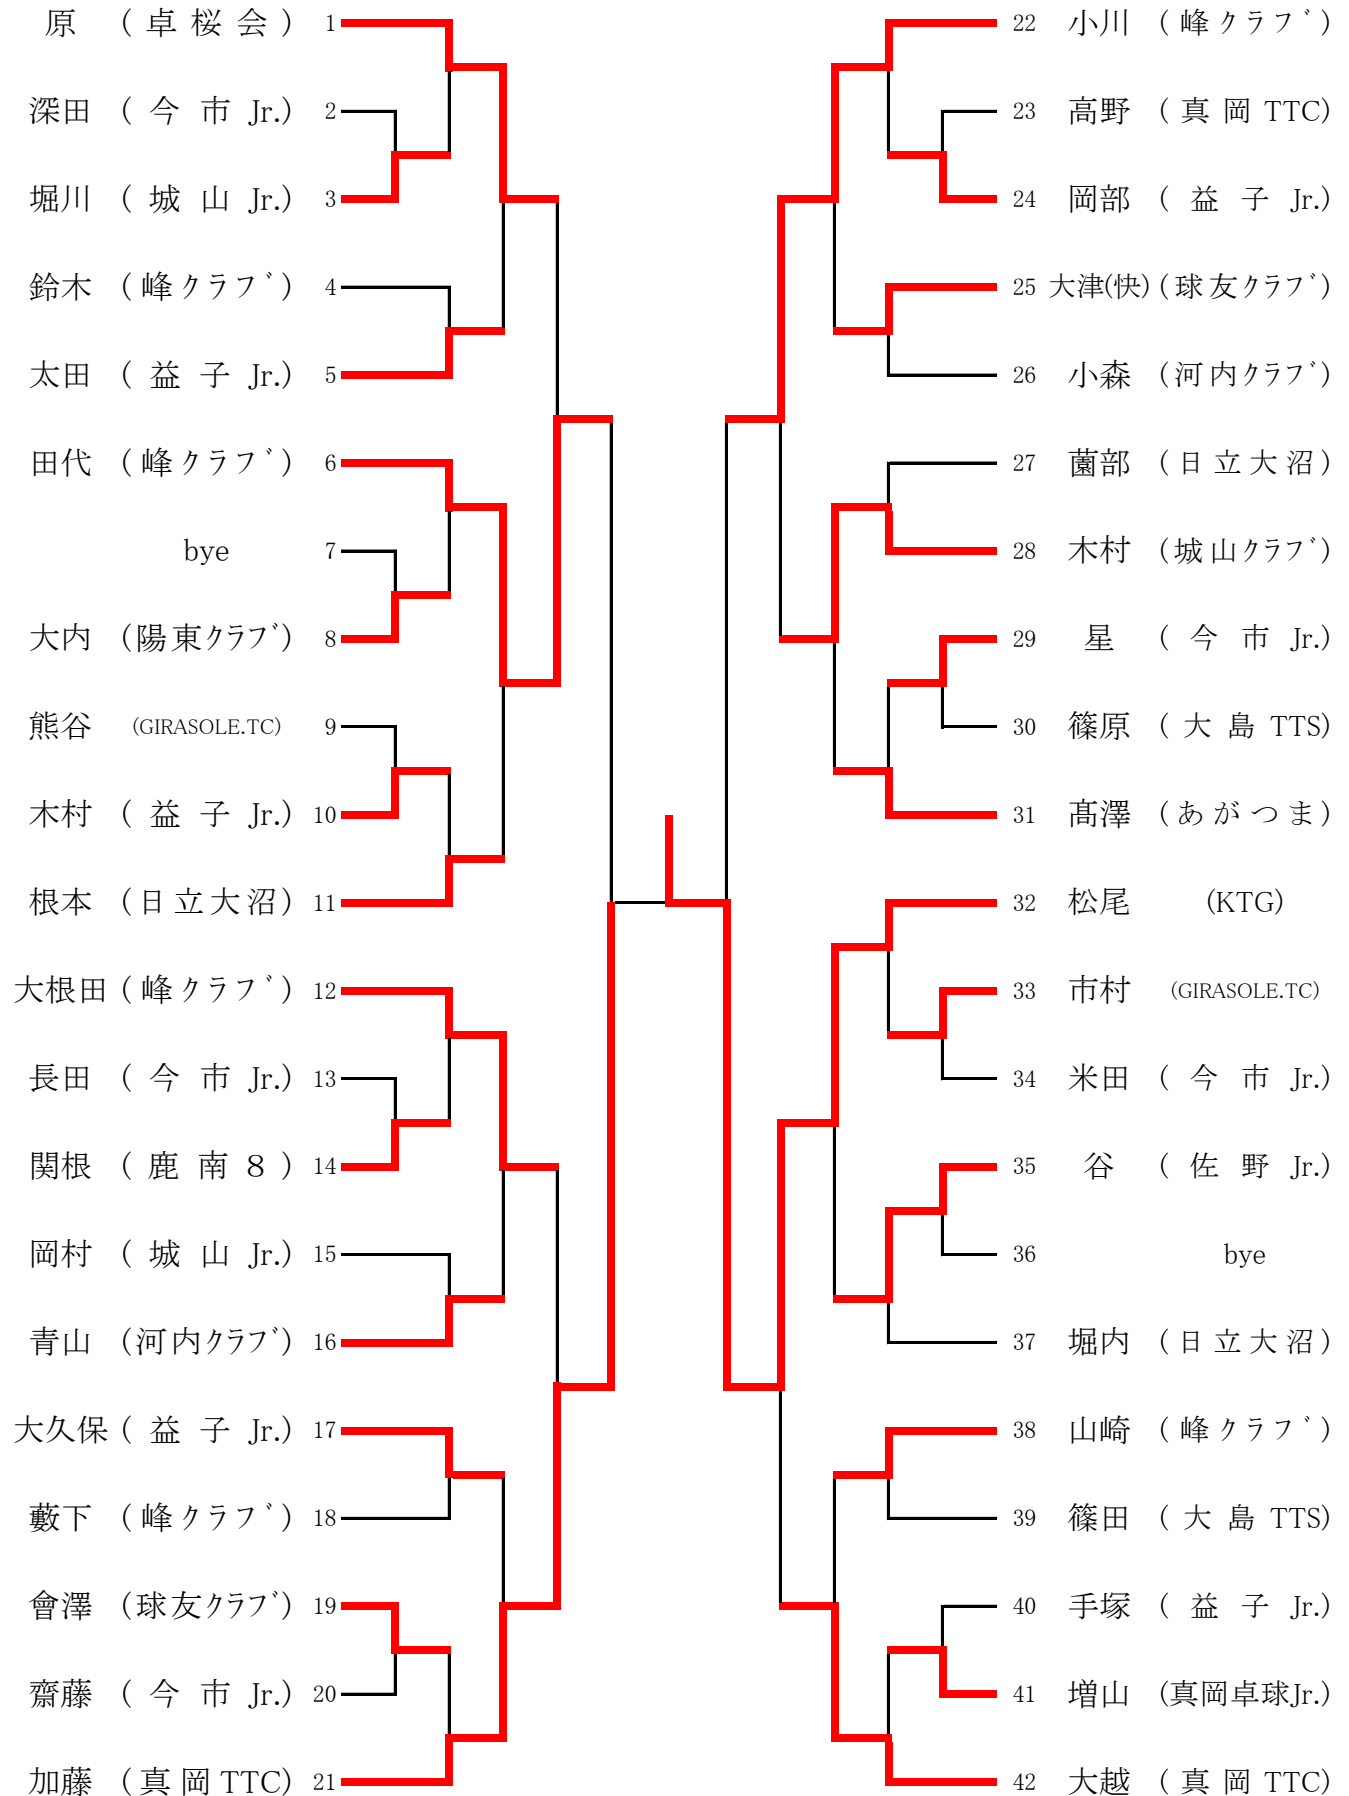 原 (卓桜会) 1
深田 (今市Jr.) 2
堀川 (城山Jr.) 3
鈴木 (峰クラブ) 4
太田 (益子Jr.) 5
田代 (峰クラブ) 6
bye 7
大内 (陽東クラブ) 8
熊谷 (GIRASOLE.TC) 9
木村 (益子Jr.) 10
根本 (日立大沼) 11
大根田 (峰クラブ) 12
長田 (今市Jr.) 13
関根 (鹿南8) 14
岡村 (城山Jr.) 15
青山 (河内クラブ) 16
大久保 (益子Jr.) 17
藪下 (峰クラブ) 18
會澤 (球友クラブ) 19
齋藤 (今市Jr.) 20
加藤 (真岡TTC) 21
22 小川 (峰クラブ)
23 高野 (真岡TTC)
24 岡部 (益子Jr.)
25 大津(快) (球友クラブ)
26 小森 (河内クラブ)
27 薗部 (日立大沼)
28 木村 (城山クラブ)
29 星 (今市Jr.)
30 篠原 (大島TTS)
31 髙澤 (あがつま)
32 松尾 (KTG)
33 市村 (GIRASOLE.TC)
34 米田 (今市Jr.)
35 谷 (佐野Jr.)
36 bye
37 堀内 (日立大沼)
38 山崎 (峰クラブ)
39 篠田 (大島TTS)
40 手塚 (益子Jr.)
41 増山 (真岡卓球Jr.)
42 大越 (真岡TTC)